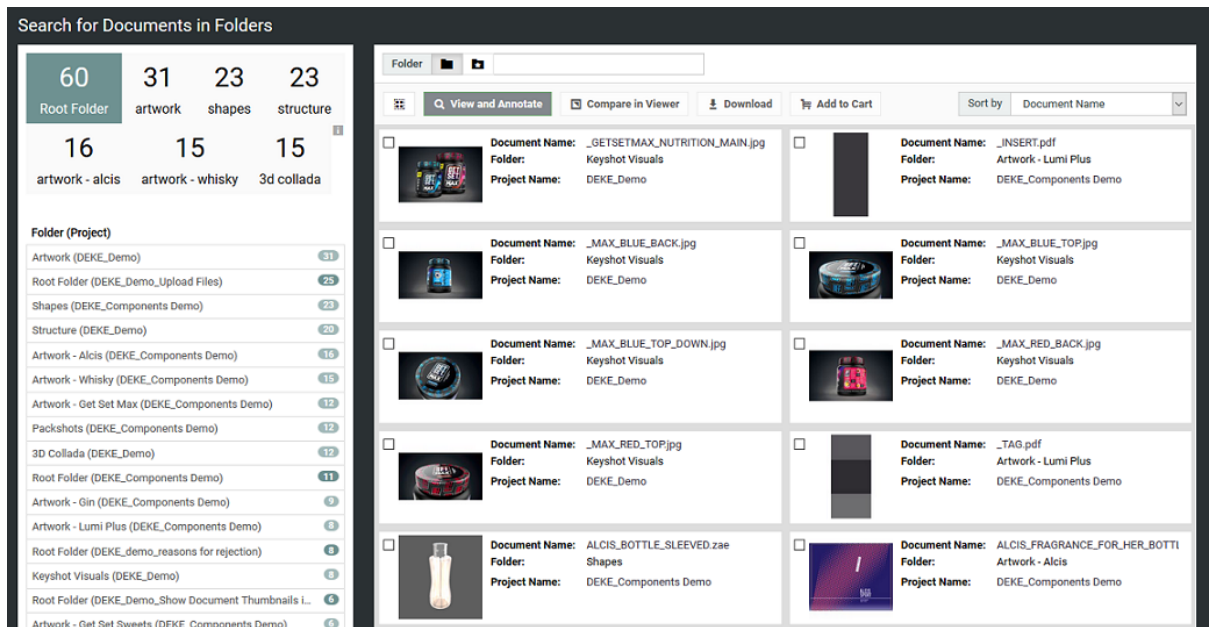 Search for Documents in Folders
60
Root Folder
31
artwork
23
shapes
23
structure
16
artwork - alcis
15
artwork - whisky
15
3d collada
Folder (Project)
Artwork (DEKE_Demo) 31
Root Folder (DEKE_Demo_Upload Files) 25
Shapes (DEKE_Components Demo) 23
Structure (DEKE_Demo) 20
Artwork - Alcis (DEKE_Components Demo) 16
Artwork - Whisky (DEKE_Components Demo) 15
Artwork - Get Set Max (DEKE_Components Demo) 12
Packshots (DEKE_Components Demo) 12
3D Collada (DEKE_Demo) 12
Root Folder (DEKE_Components Demo) 11
Artwork - Gin (DEKE_Components Demo) 9
Artwork - Lumi Plus (DEKE_Components Demo) 8
Root Folder (DEKE_demo_reasons for rejection) 8
Keyshot Visuals (DEKE_Demo) 8
Root Folder (DEKE_Demo_Show Document Thumbnails i... 6
Artwork - Get Set Sweets (DEKE_Components Demo) 6
Folder
View and Annotate
Compare in Viewer
Download
Add to Cart
Sort by Document Name
Document Name: _GETSETMAX_NUTRITION_MAIN.jpg
Folder: Keyshot Visuals
Project Name: DEKE_Demo
Document Name: _INSERT.pdf
Folder: Artwork - Lumi Plus
Project Name: DEKE_Components Demo
Document Name: _MAX_BLUE_BACK.jpg
Folder: Keyshot Visuals
Project Name: DEKE_Demo
Document Name: _MAX_BLUE_TOP.jpg
Folder: Keyshot Visuals
Project Name: DEKE_Demo
Document Name: _MAX_BLUE_TOP_DOWN.jpg
Folder: Keyshot Visuals
Project Name: DEKE_Demo
Document Name: _MAX_RED_BACK.jpg
Folder: Keyshot Visuals
Project Name: DEKE_Demo
Document Name: _MAX_RED_TOP.jpg
Folder: Keyshot Visuals
Project Name: DEKE_Demo
Document Name: _TAG.pdf
Folder: Artwork - Lumi Plus
Project Name: DEKE_Components Demo
Document Name: ALCIS_BOTTLE_SLEEVED.zae
Folder: Shapes
Project Name: DEKE_Components Demo
Document Name: ALCIS_FRAGRANCE_FOR_HER_BOTTL
Folder: Artwork - Alcis
Project Name: DEKE_Components Demo